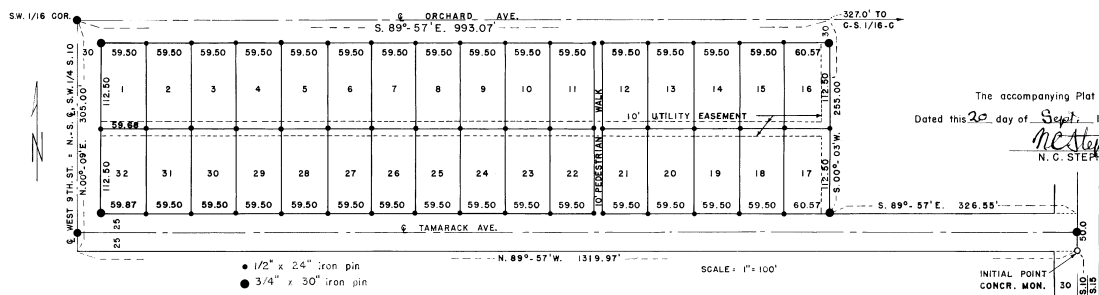 S.W. 1/16 COR.
℄ ORCHARD AVE.
S. 89°-57' E. 993.07'
327.0' TO
C-S. 1/16-C
30 59.50 59.50 59.50 59.50 59.50 59.50 59.50 59.50 59.50 59.50 59.50 59.50 59.50 59.50 59.50 60.57 30
112.50 1 2 3 4 5 6 7 8 9 10 11 12 13 14 15 16 112.50
10' PEDESTRIAN WALK
10' UTILITY EASEMENT
59.68
112.50 32 31 30 29 28 27 26 25 24 23 22 21 20 19 18 17 112.50
59.87 59.50 59.50 59.50 59.50 59.50 59.50 59.50 59.50 59.50 59.50 59.50 59.50 59.50 60.57
℄ WEST 9TH. ST. = N.-S. ℄, S.W. 1/4 S. 10
N. 00°-09' E. 305.00'
255.00'
S. 00°-03' W.
N
The accompanying Plat
Dated this 20 day of Sept. 1
N. C. STEP
S. 89°-57' E. 326.55'
25
25
℄ TAMARACK AVE.
50.0
N. 89°-57' W. 1319.97'
• 1/2" x 24" iron pin
● 3/4" x 30" iron pin
SCALE = 1"=100'
INITIAL POINT
CONCR. MON.
30
S. 10
S. 15